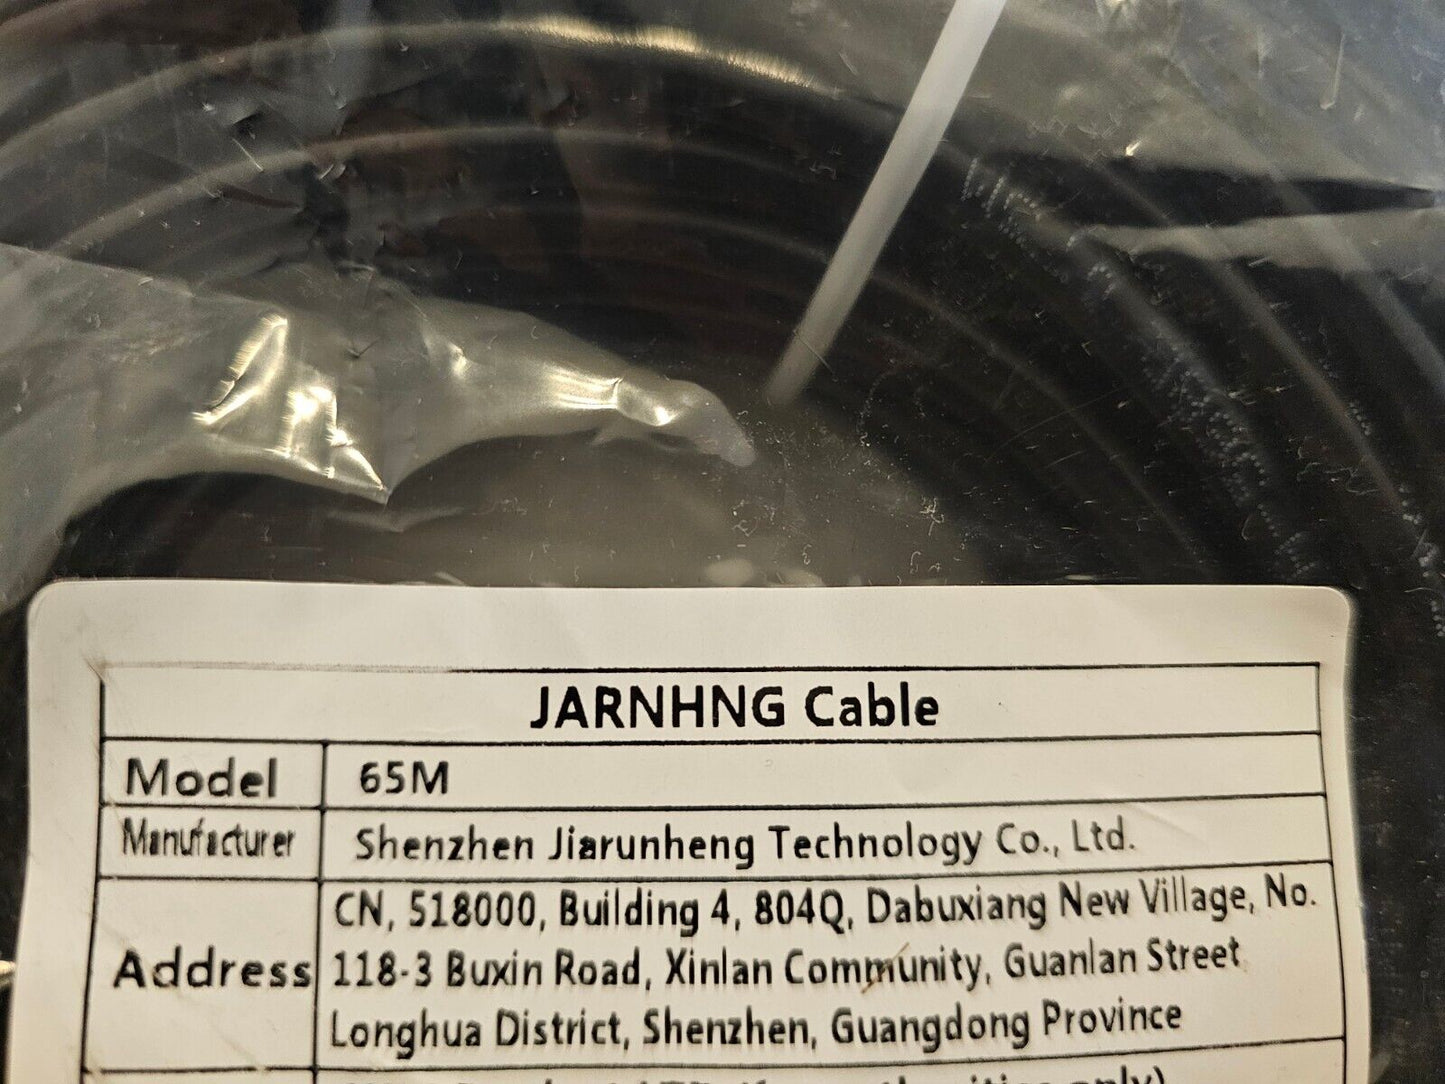 JARNHNG Cable
Model 65M
Manufacturer Shenzhen Jiarunheng Technology Co., Ltd.
CN, 518000, Building 4, 804Q, Dabuxiang New Village, No.
Address 118-3 Buxin Road, Xinlan Community, Guanlan Street
Longhua District, Shenzhen, Guangdong Province
only)